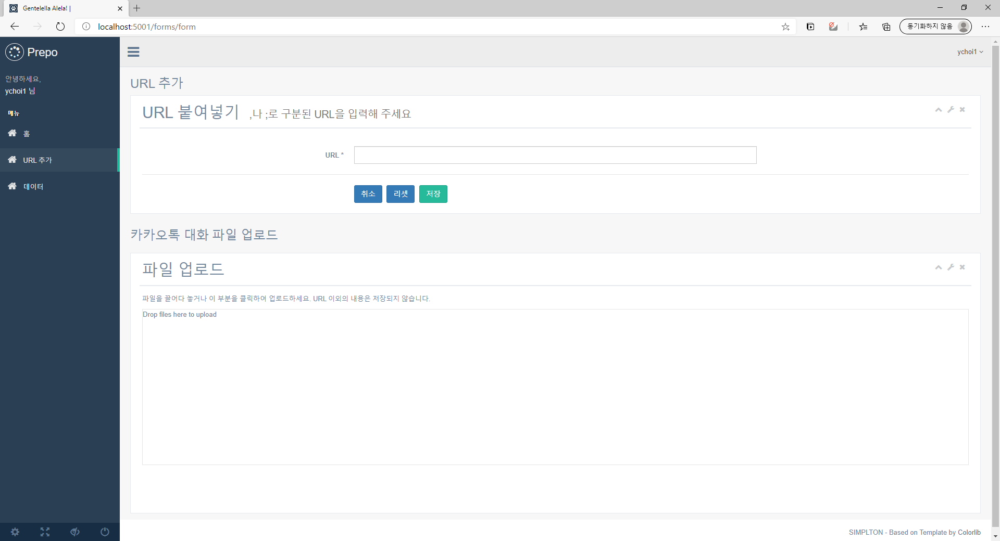 Gentelella Alela! |
localhost:5001/forms/form
동기화하지 않음
Prepo
ychoi1
안녕하세요,
ychoi1 님
메뉴
홈
URL 추가
데이터
URL 추가
URL 붙여넣기 ,나 ;로 구분된 URL을 입력해 주세요
URL *
취소 리셋 저장
카카오톡 대화 파일 업로드
파일 업로드
파일을 끌어다 놓거나 이 부분을 클릭하여 업로드하세요. URL 이외의 내용은 저장되지 않습니다.
Drop files here to upload
SIMPLTON - Based on Template by Colorlib